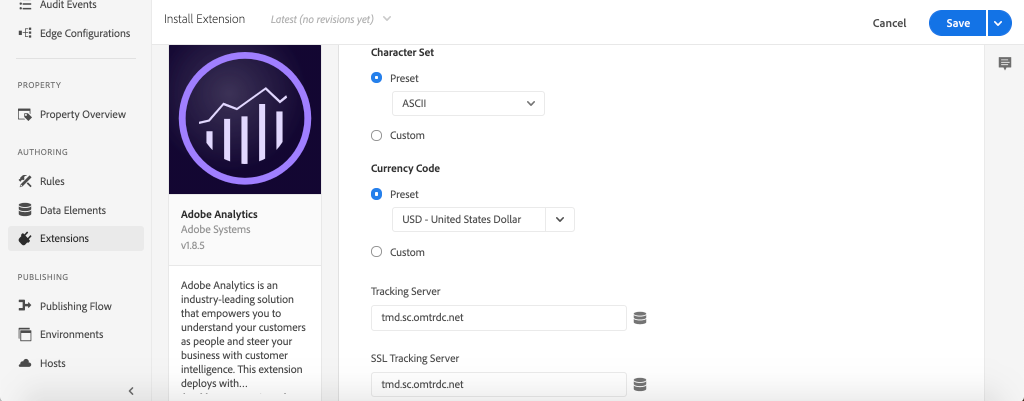 Audit Events
Edge Configurations
PROPERTY
Property Overview
AUTHORING
Rules
Data Elements
Extensions
PUBLISHING
Publishing Flow
Environments
Hosts
Install Extension
Latest (no revisions yet)
Cancel
Save
Adobe Analytics
Adobe Systems
v1.8.5
Adobe Analytics is an
industry-leading solution
that empowers you to
understand your customers
as people and steer your
business with customer
intelligence. This extension
deploys with...
Character Set
Preset
ASCII
Custom
Currency Code
Preset
USD - United States Dollar
Custom
Tracking Server
tmd.sc.omtrdc.net
SSL Tracking Server
tmd.sc.omtrdc.net